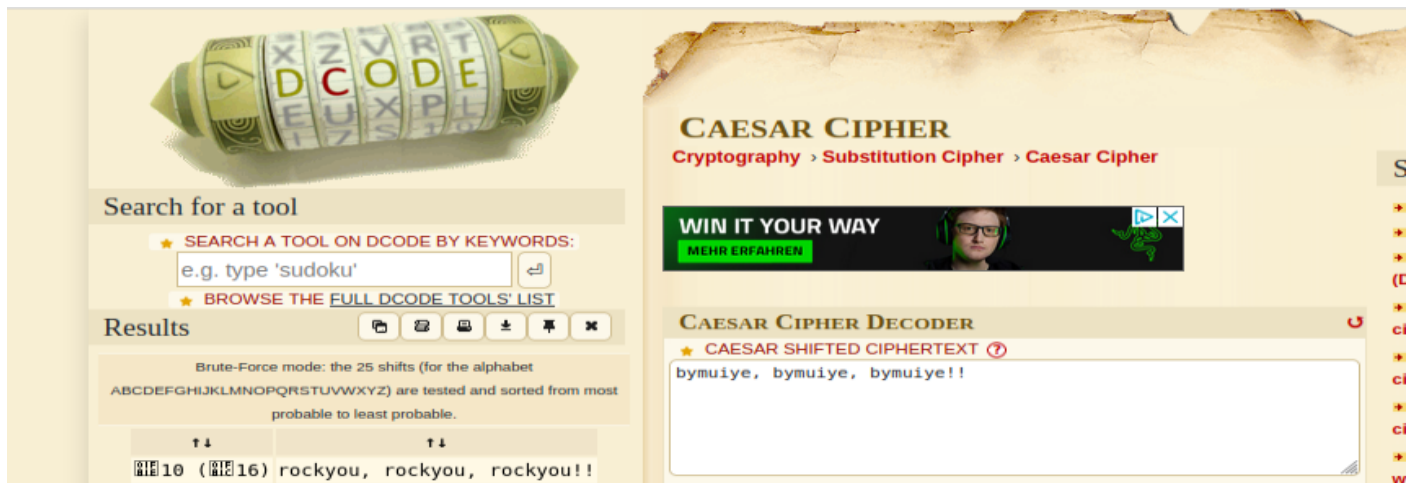 X Z V R T
D C O D E
E U X P L
CAESAR CIPHER
Cryptography › Substitution Cipher › Caesar Cipher
S
Search for a tool
SEARCH A TOOL ON DCODE BY KEYWORDS:
e.g. type 'sudoku'
BROWSE THE FULL DCODE TOOLS' LIST
WIN IT YOUR WAY
MEHR ERFAHREN
Results
Brute-Force mode: the 25 shifts (for the alphabet
ABCDEFGHIJKLMNOPQRSTUVWXYZ) are tested and sorted from most
probable to least probable.
↑↓ ↑↓
10 (16) rockyou, rockyou, rockyou!!
CAESAR CIPHER DECODER
CAESAR SHIFTED CIPHERTEXT ?
bymuiye, bymuiye, bymuiye!!
(D
ci
ci
ci
w